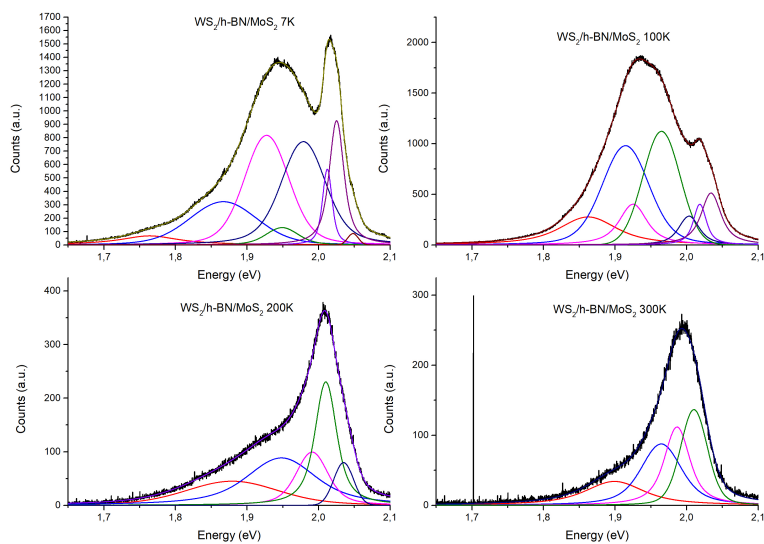 WS2/h-BN/MoS2 7K
Counts (a.u.)
1700
1600
1500
1400
1300
1200
1100
1000
900
800
700
600
500
400
300
200
100
0
1,7 1,8 1,9 2,0 2,1
Energy (eV)
WS2/h-BN/MoS2 100K
Counts (a.u.)
2000
1500
1000
500
0
1,7 1,8 1,9 2,0 2,1
Energy (eV)
WS2/h-BN/MoS2 200K
Counts (a.u.)
400
300
200
100
0
1,7 1,8 1,9 2,0 2,1
Energy (eV)
WS2/h-BN/MoS2 300K
Counts (a.u.)
300
200
100
0
1,7 1,8 1,9 2,0 2,1
Energy (eV)